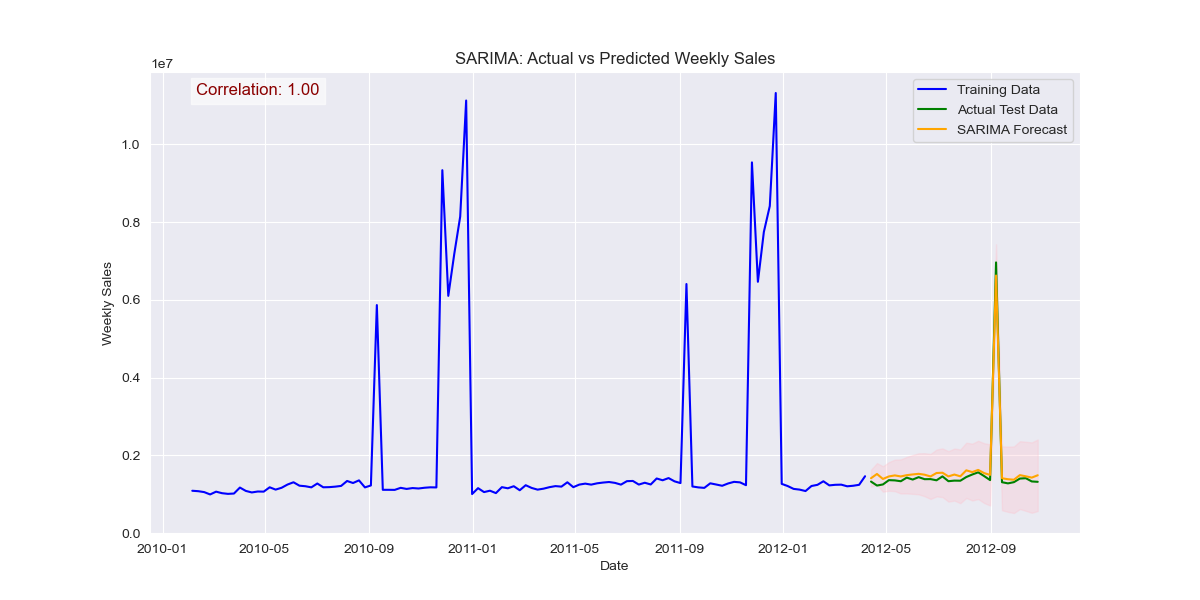 SARIMA: Actual vs Predicted Weekly Sales
1e7
Correlation: 1.00
Training Data
Actual Test Data
SARIMA Forecast
1.0
0.8
0.6
0.4
0.2
0.0
Weekly Sales
2010-01 2010-05 2010-09 2011-01 2011-05 2011-09 2012-01 2012-05 2012-09
Date